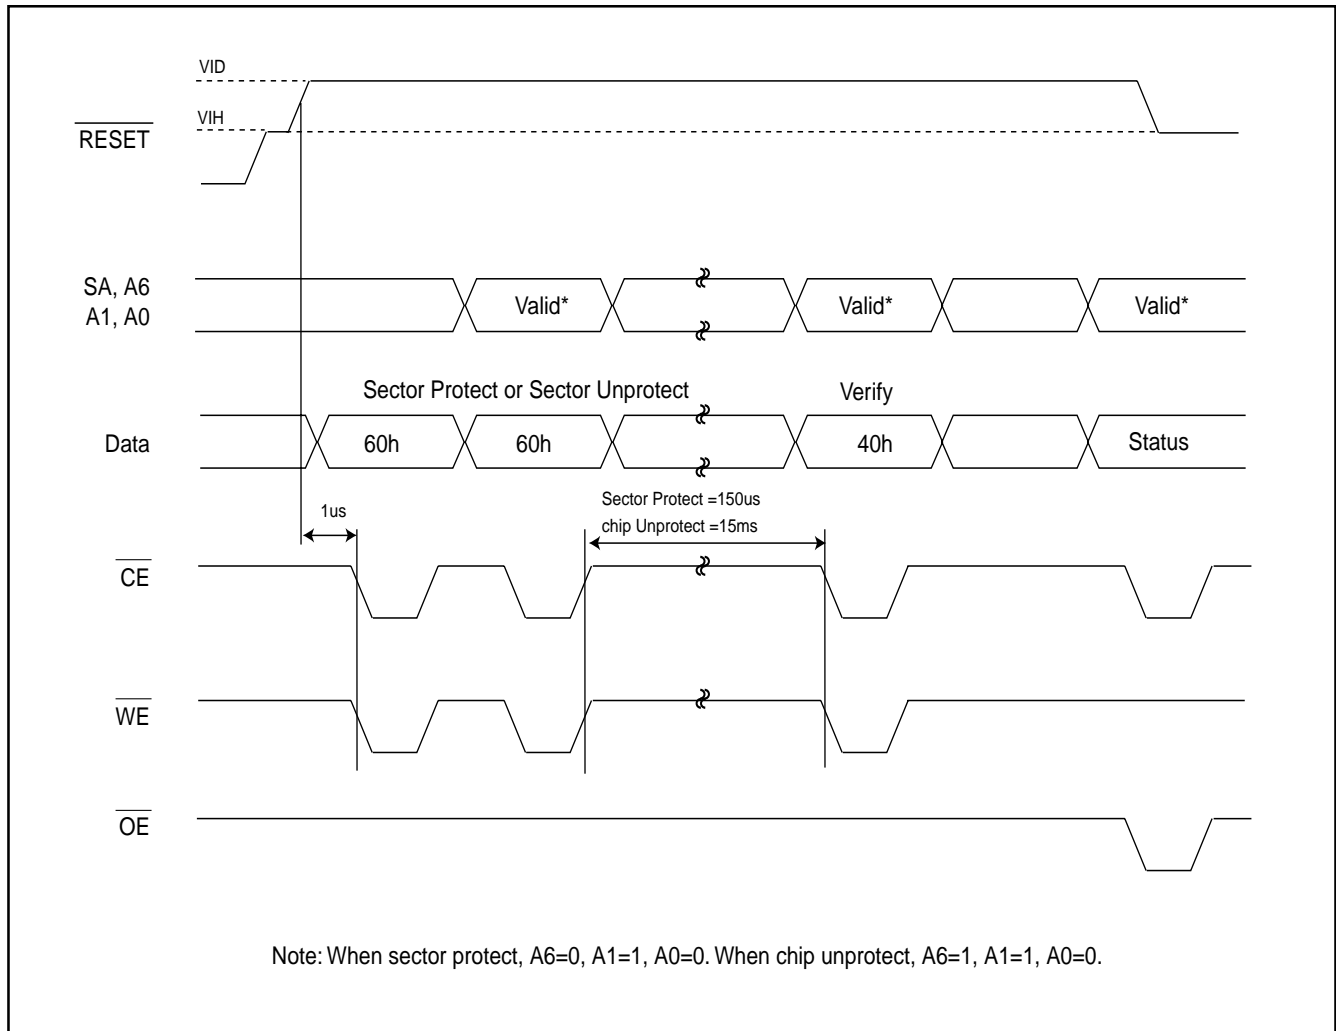 VID
VIH
RESET
SA, A6
A1, A0
Valid*
Valid*
Valid*
Sector Protect or Sector Unprotect
Verify
Data
60h
60h
40h
Status
1us
Sector Protect =150us
chip Unprotect =15ms
CE
WE
OE
Note: When sector protect, A6=0, A1=1, A0=0. When chip unprotect, A6=1, A1=1, A0=0.